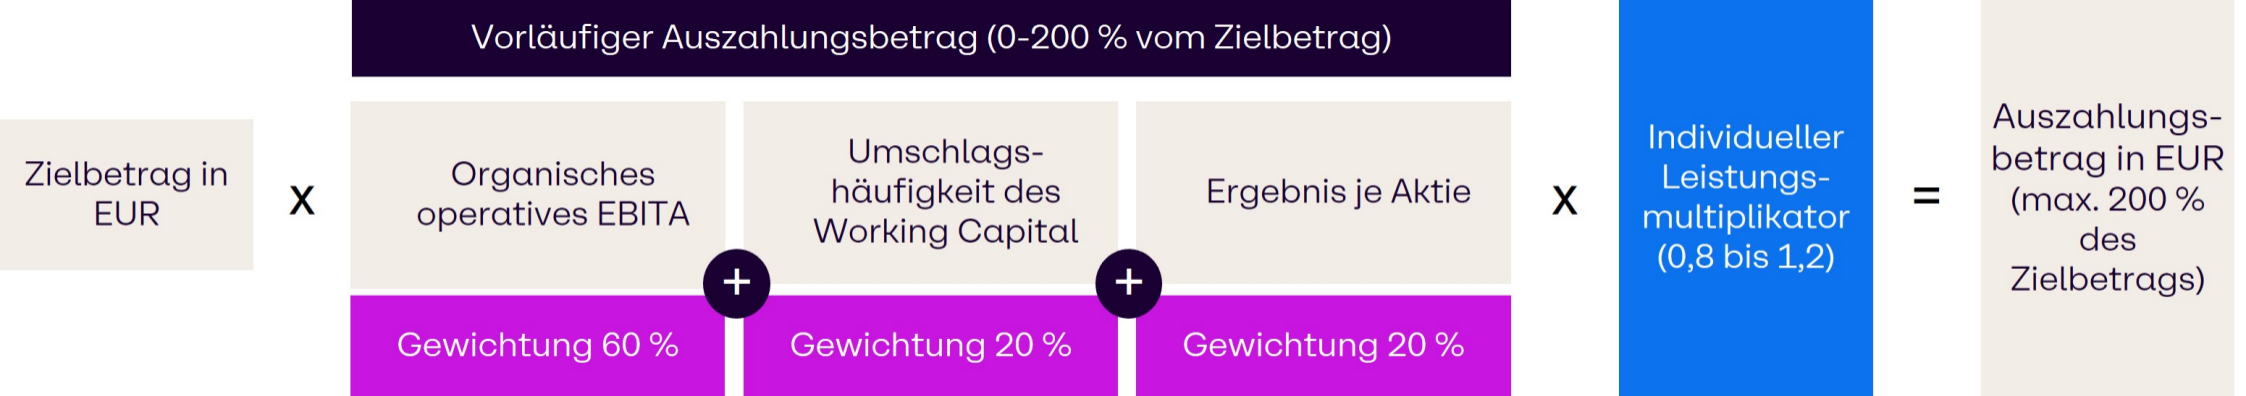 Vorläufiger Auszahlungsbetrag (0-200 % vom Zielbetrag)
Zielbetrag in
EUR
x
Organisches
operatives EBITA
+
Umschlags-
häufigkeit des
Working Capital
+
Ergebnis je Aktie
Gewichtung 60 %
Gewichtung 20 %
Gewichtung 20 %
x
Individueller
Leistungs-
multiplikator
(0,8 bis 1,2)
=
Auszahlungs-
betrag in EUR
(max. 200 %
des
Zielbetrags)